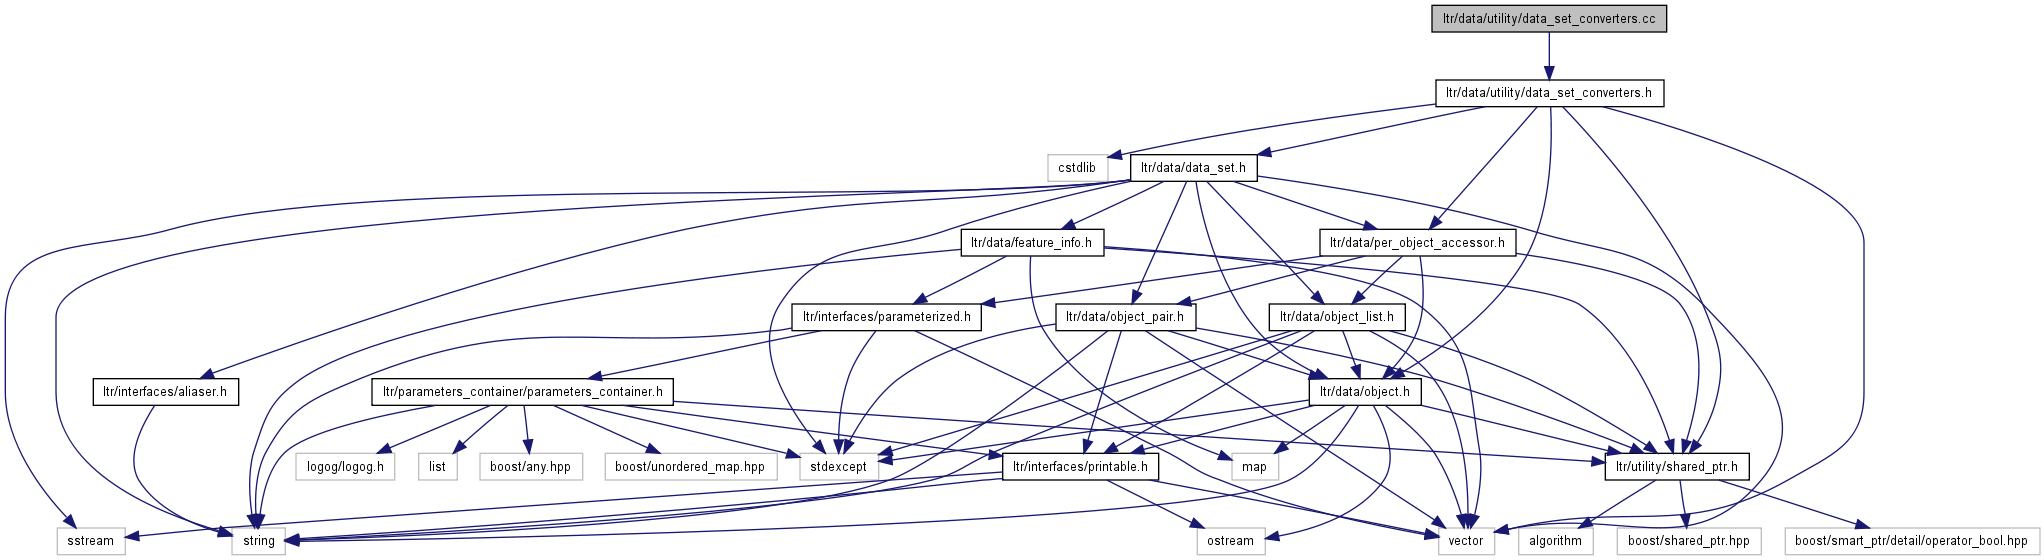 ltr/data/utility/data_set_converters.cc
ltr/data/utility/data_set_converters.h
cstdlib
ltr/data/data_set.h
ltr/data/feature_info.h
ltr/data/per_object_accessor.h
ltr/interfaces/parameterized.h
ltr/data/object_pair.h
ltr/data/object_list.h
ltr/interfaces/aliaser.h
ltr/parameters_container/parameters_container.h
ltr/data/object.h
logog/logog.h
list
boost/any.hpp
boost/unordered_map.hpp
stdexcept
ltr/interfaces/printable.h
map
ltr/utility/shared_ptr.h
sstream
string
ostream
vector
algorithm
boost/shared_ptr.hpp
boost/smart_ptr/detail/operator_bool.hpp